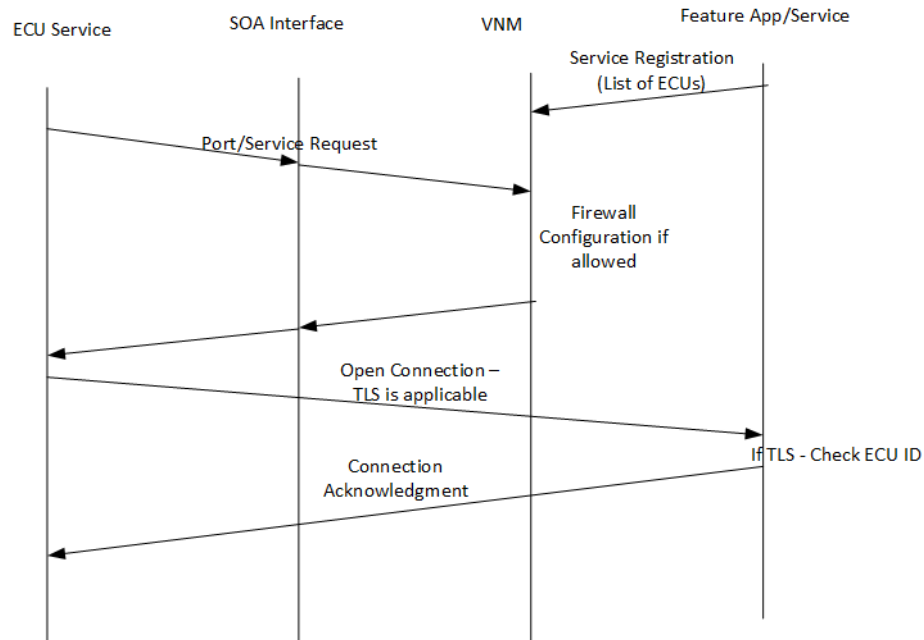 ECU Service
SOA Interface
VNM
Feature App/Service
Service Registration
(List of ECUs)
Port/Service Request
Firewall
Configuration if
allowed
Open Connection –
TLS is applicable
If TLS - Check ECU ID
Connection
Acknowledgment